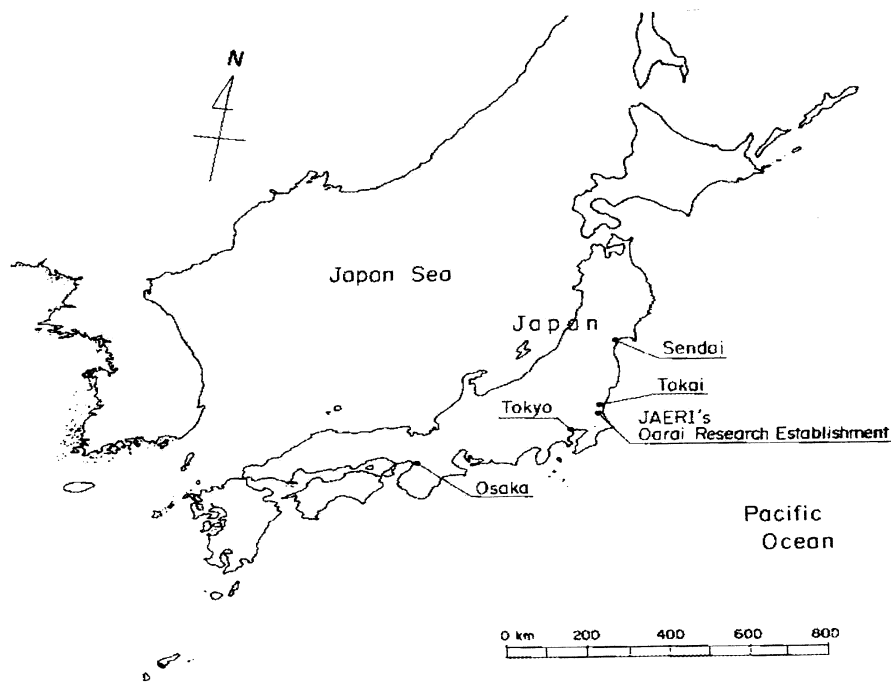 N
Japan Sea
Japan
Sendai
Tokai
Tokyo
JAERI's
Oarai Research Establishment
Osaka
Pacific
Ocean
0 km 200 400 600 800